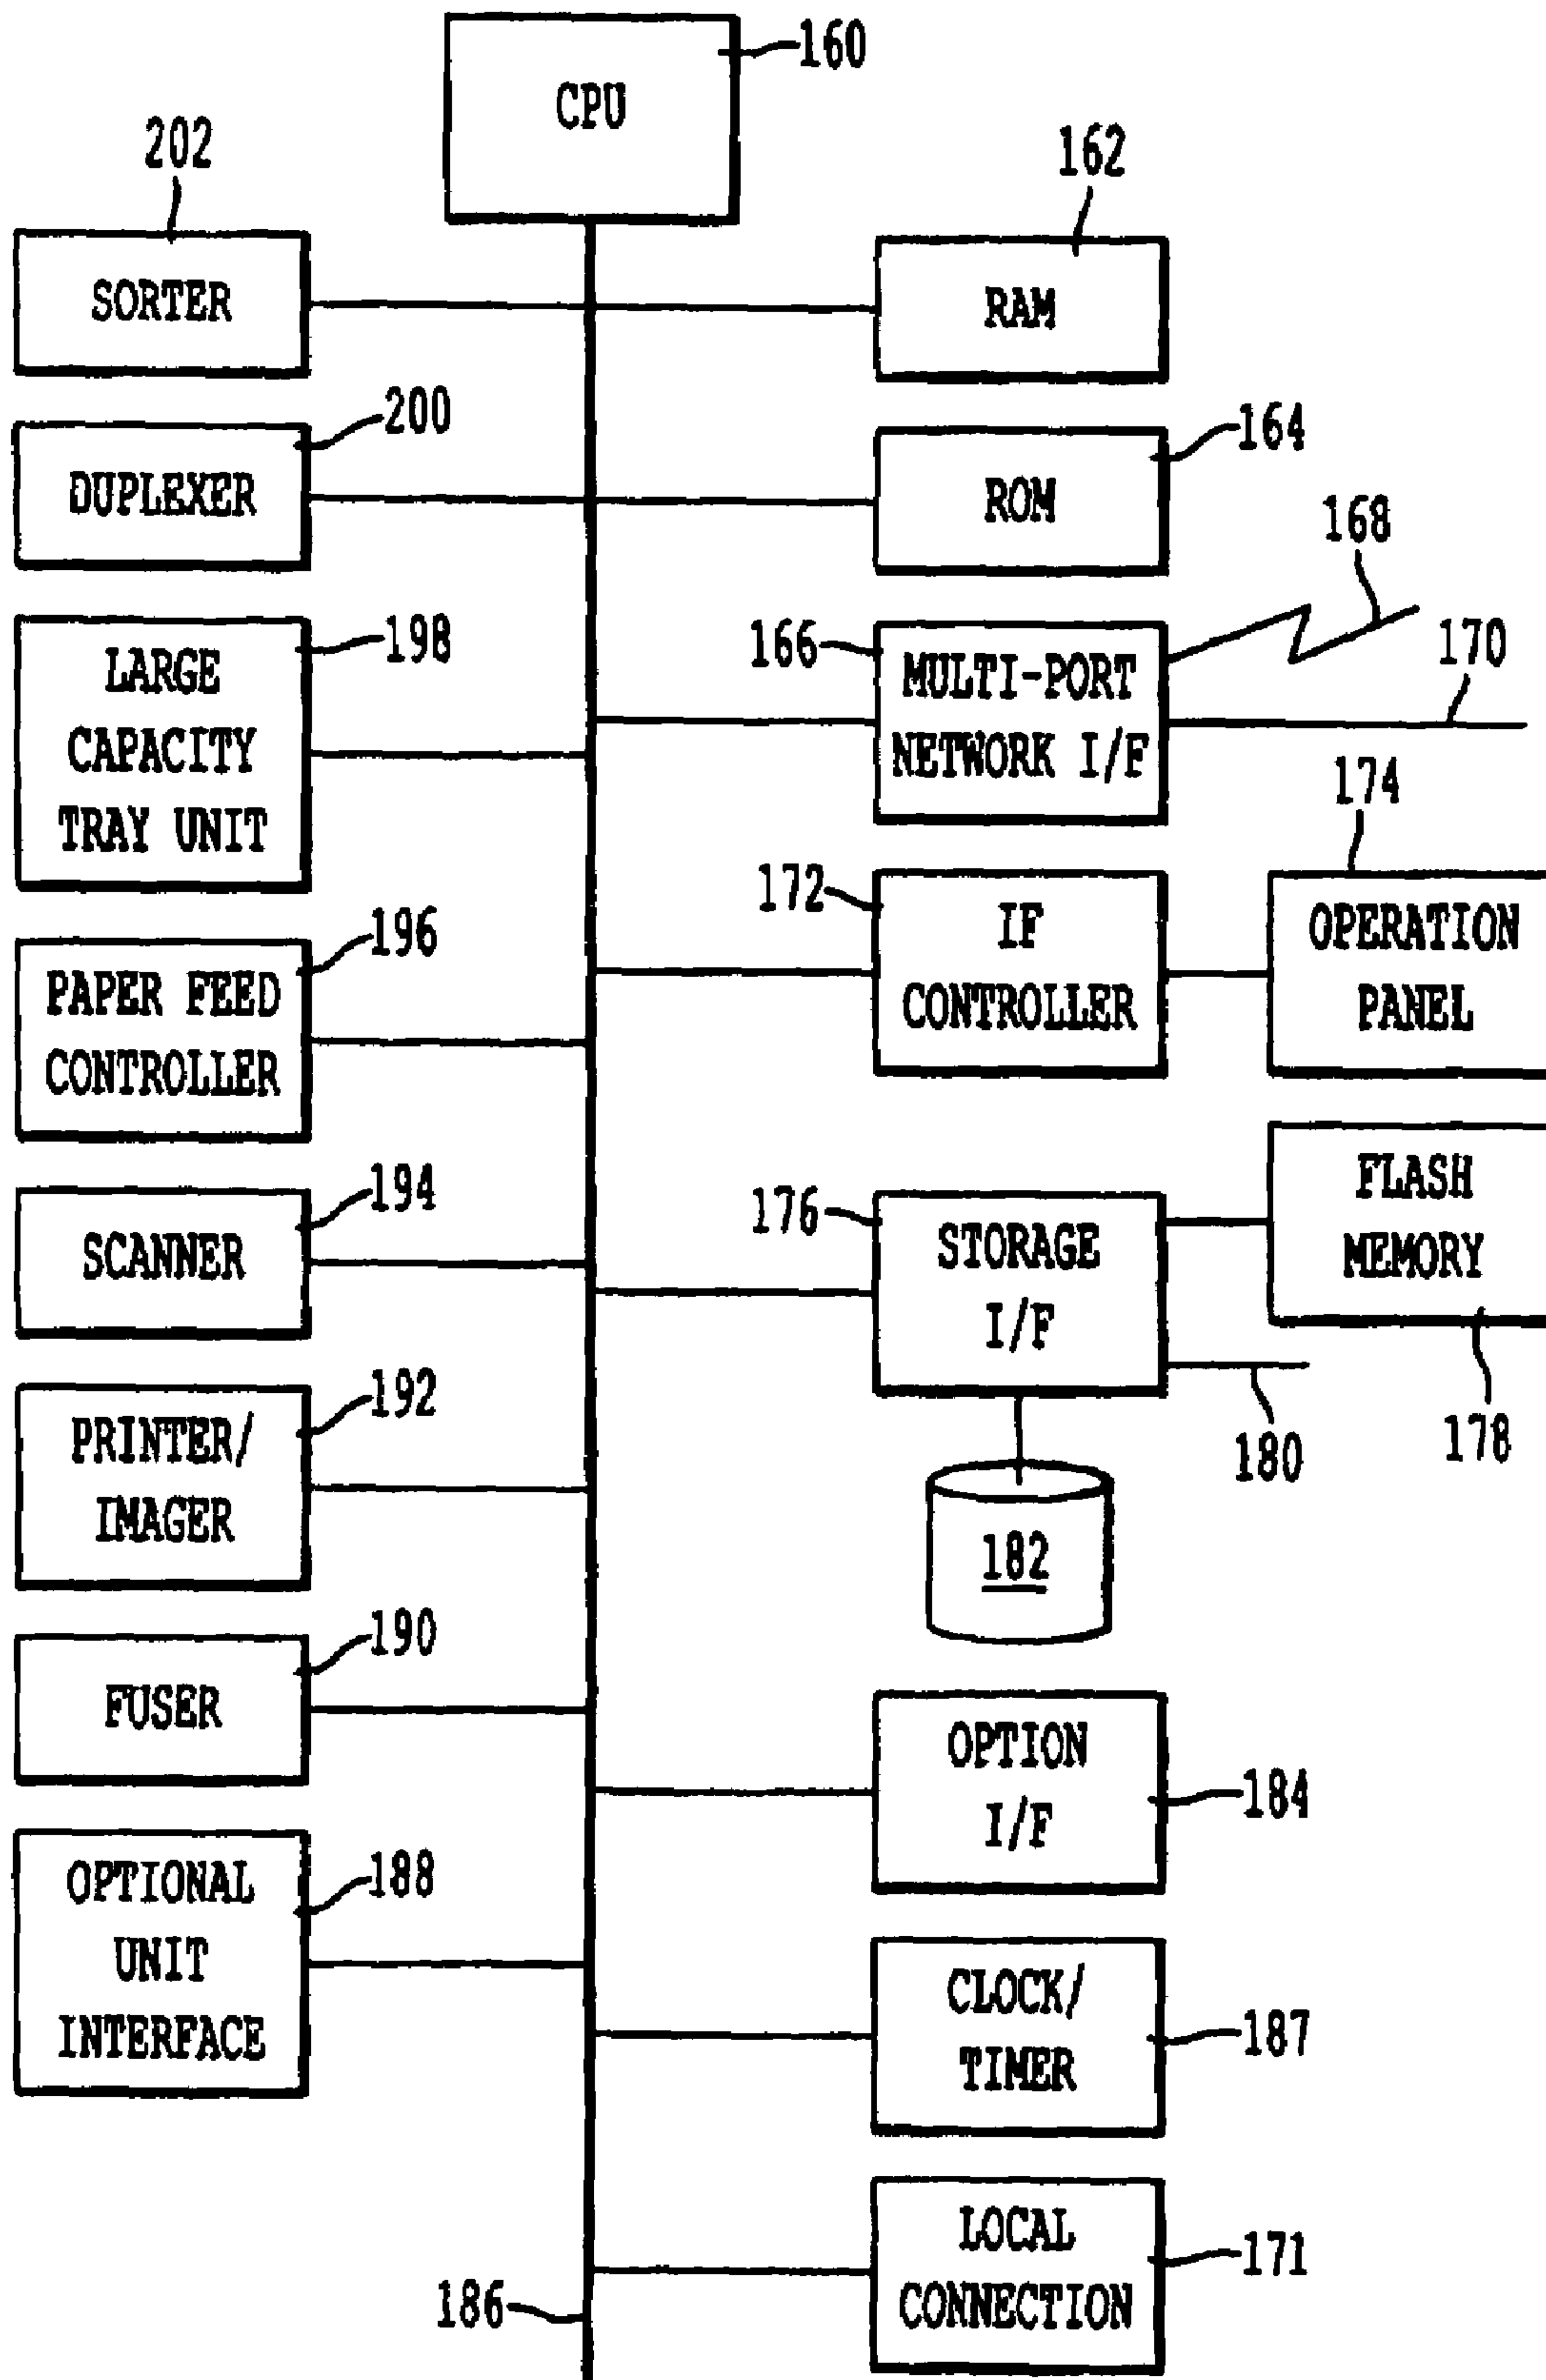 CPU
160
202
SORTER
162
RAM
200
DUPLEXER
164
ROM
198
LARGE
CAPACITY
TRAY UNIT
166
MULTI-PORT
NETWORK I/F
168
170
196
PAPER FEED
CONTROLLER
172
IF
CONTROLLER
174
OPERATION
PANEL
194
SCANNER
176
STORAGE
I/F
FLASH
MEMORY
178
180
182
192
PRINTER/
IMAGER
190
FUSER
OPTION
I/F
184
188
OPTIONAL
UNIT
INTERFACE
CLOCK/
TIMER
187
LOCAL
CONNECTION
171
186